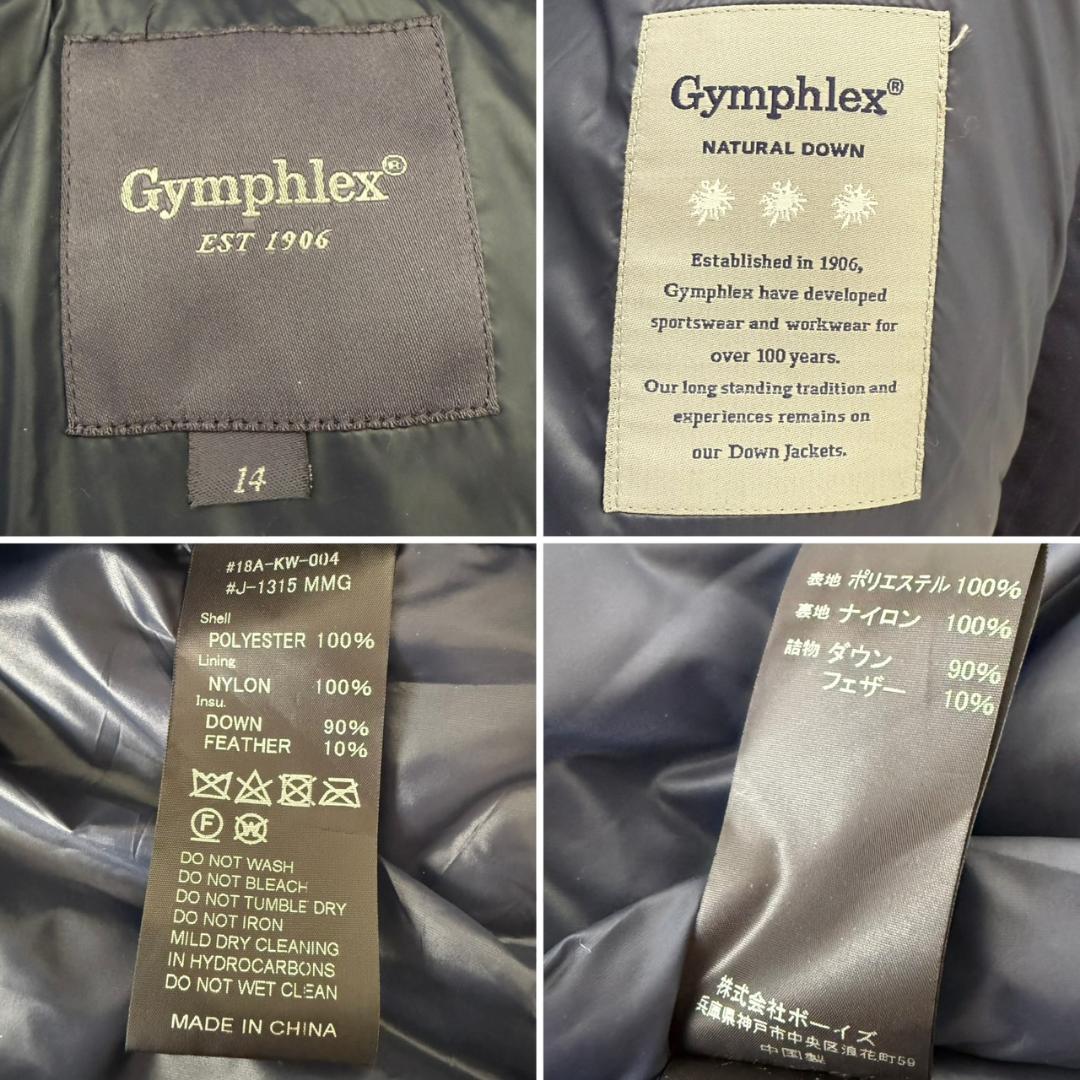 Gymphlex®
EST 1906
14
Gymphlex®
NATURAL DOWN
Established in 1906,
Gymphlex have developed
sportswear and workwear for
over 100 years.
Our long standing tradition and
experiences remains on
our Down Jackets.
#18A-KW-004
#J-1315 MMG
Shell
POLYESTER 100%
Lining
NYLON 100%
Insu.
DOWN 90%
FEATHER 10%
F W
DO NOT WASH
DO NOT BLEACH
DO NOT TUMBLE DRY
DO NOT IRON
MILD DRY CLEANING
IN HYDROCARBONS
DO NOT WET CLEAN
MADE IN CHINA
表地 ポリエステル 100%
裏地 ナイロン 100%
詰物 ダウン 90%
フェザー 10%
株式会社ボーイズ
兵庫県神戸市中央区浪花町59
中国製